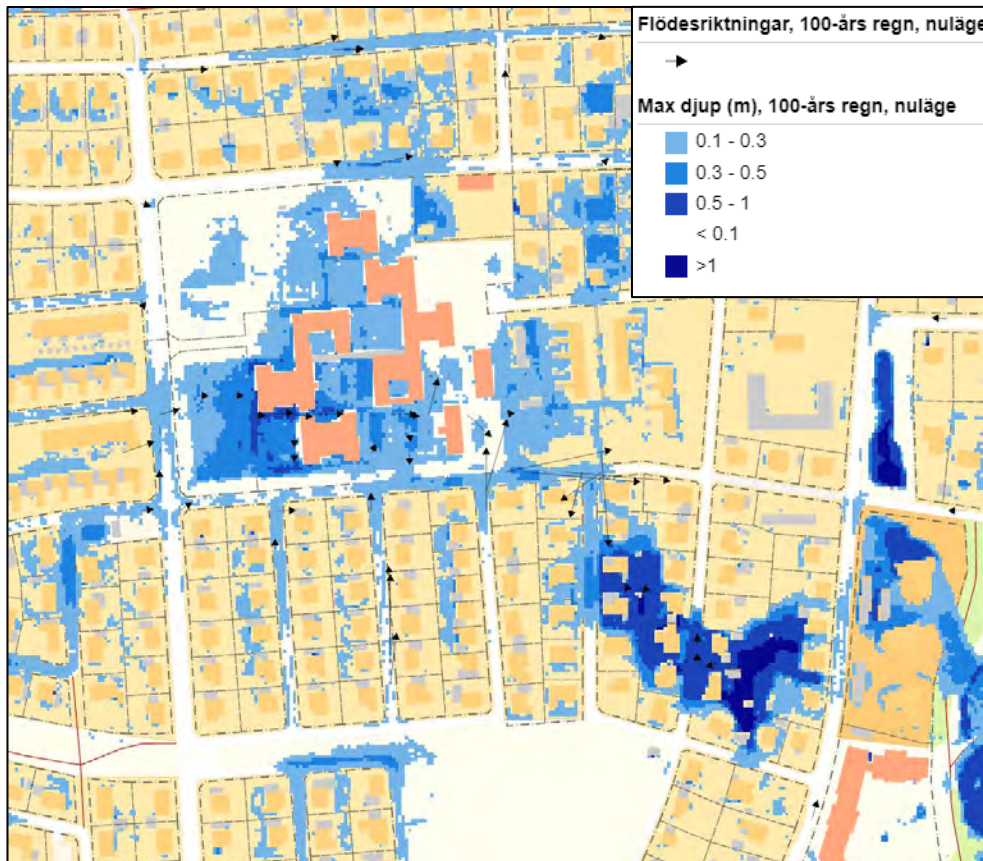 Flödesriktningar, 100-års regn, nuläge
Max djup (m), 100-års regn, nuläge
0.1 - 0.3
0.3 - 0.5
0.5 - 1
< 0.1
>1